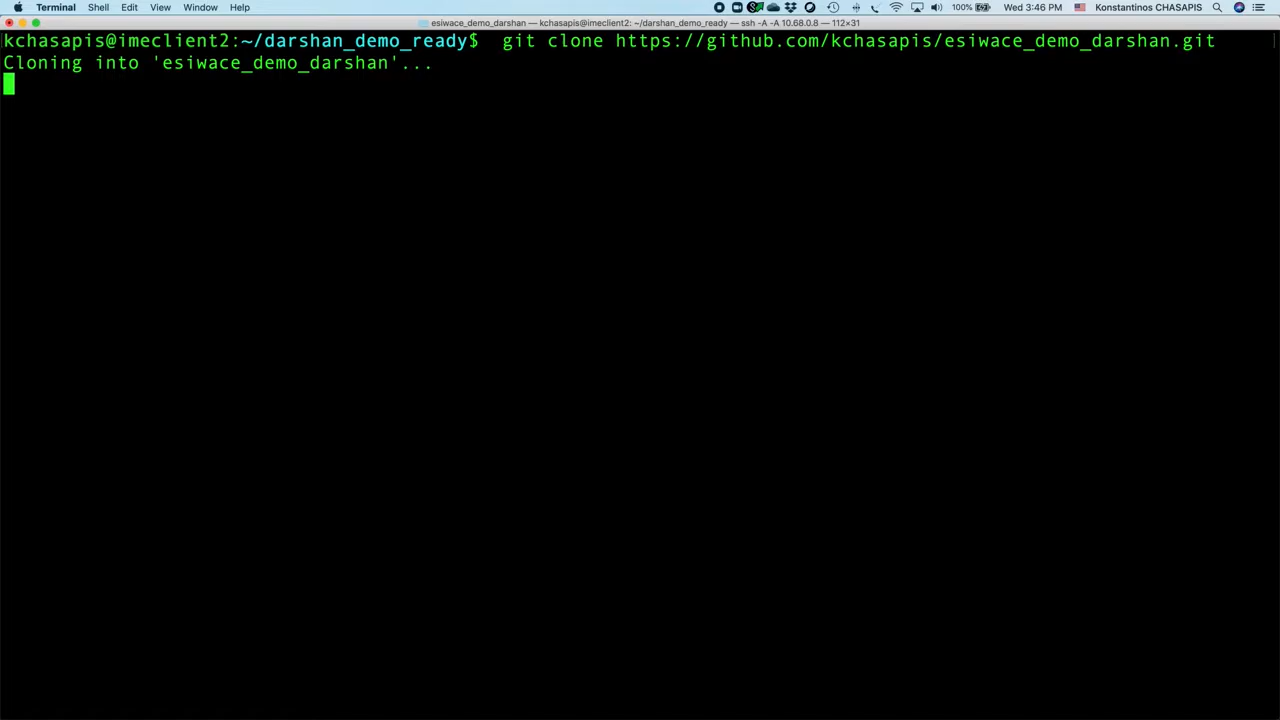 Terminal Shell Edit View Window Help 100% Wed 3:46 PM Konstantinos CHASAPIS
esiwace_demo_darshan — kchasapis@imeclient2: ~/darshan_demo_ready — ssh -A -A 10.68.0.8 — 112×31
kchasapis@imeclient2:~/darshan_demo_ready$  git clone https://github.com/kchasapis/esiwace_demo_darshan.git
Cloning into 'esiwace_demo_darshan'...